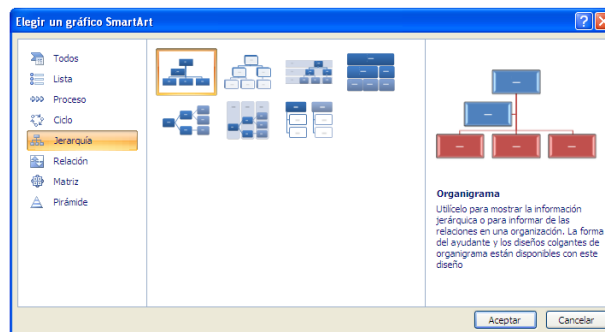 Elegir un gráfico SmartArt
Todos
Lista
Proceso
Ciclo
Jerarquía
Relación
Matriz
Pirámide
Organigrama
Utilícelo para mostrar la información
jerárquica o para informar de las
relaciones en una organización. La forma
del ayudante y los diseños colgantes de
organigrama están disponibles con este
diseño
Aceptar
Cancelar